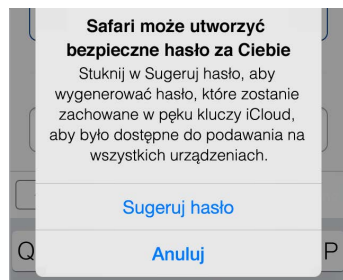 Safari może utworzyć
bezpieczne hasło za Ciebie
Stuknij w Sugeruj hasło, aby
wygenerować hasło, które zostanie
zachowane w pęku kluczy iCloud,
aby było dostępne do podawania na
wszystkich urządzeniach.
Sugeruj hasło
Q
Anuluj
P